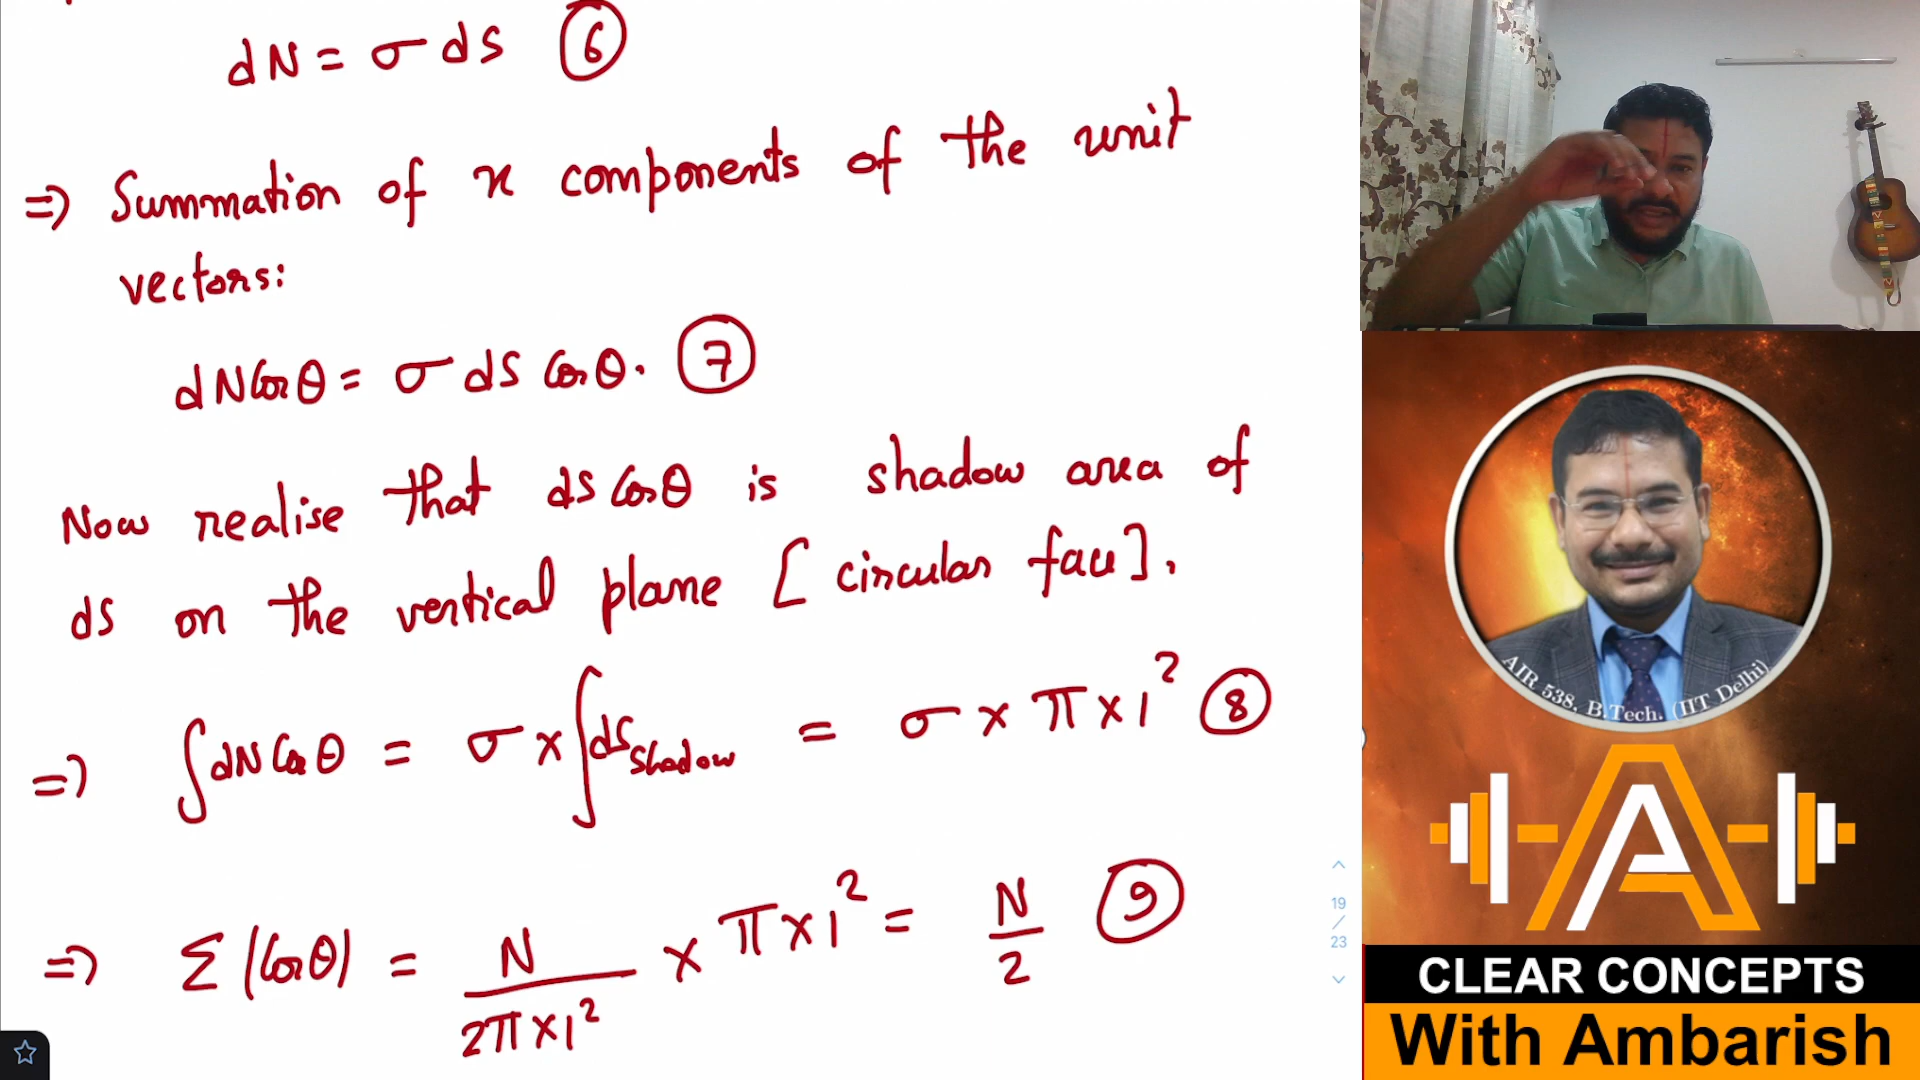 dN = σ dS ⑥
=> Summation of x components of the unit
vectors:
dN Cos θ = σ dS Cos θ. ⑦
Now realise that dS Cos θ is shadow area of
dS on the vertical plane [circular face].
=> ∫ dN Cos θ = σ × ∫ dS_shadow = σ × π × 1² ⑧
=> Σ |Cos θ| = N / 2π × 1² × π × 1² = N / 2 ⑨
19
/
23
AIR 538, B.Tech. (IIT Delhi)
A
CLEAR CONCEPTS
With Ambarish